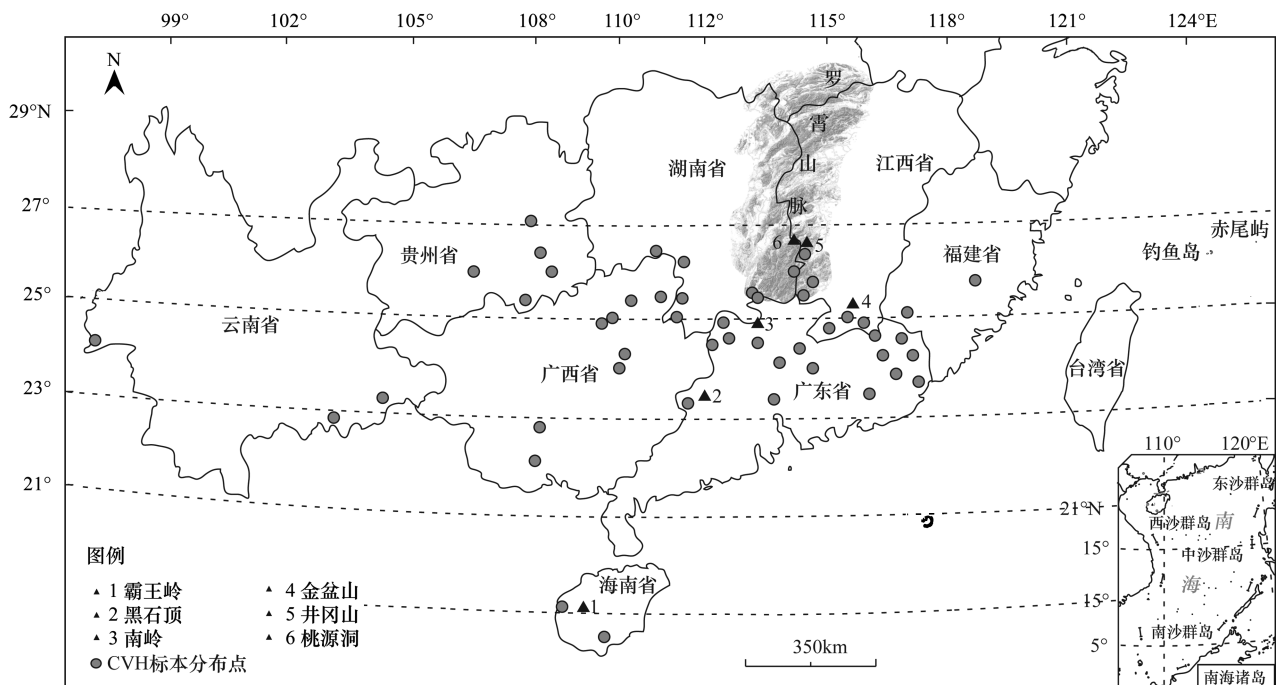 99° 102° 105° 108° 110° 112° 115° 118° 121° 124°E
N
29°N
27°
25°
23°
21°
罗
霄
山
脉
湖南省
江西省
贵州省
福建省
云南省
广西省
广东省
台湾省
海南省
赤尾屿
钓鱼岛
6
5
4
3
2
1
图例
1 霸王岭
2 黑石顶
3 南岭
4 金盆山
5 井冈山
6 桃源洞
CVH标本分布点
350km
110° 120°E
21°N
15°
15°
5°
东沙群岛
西沙群岛
南
中沙群岛
海
南沙群岛
南海诸岛